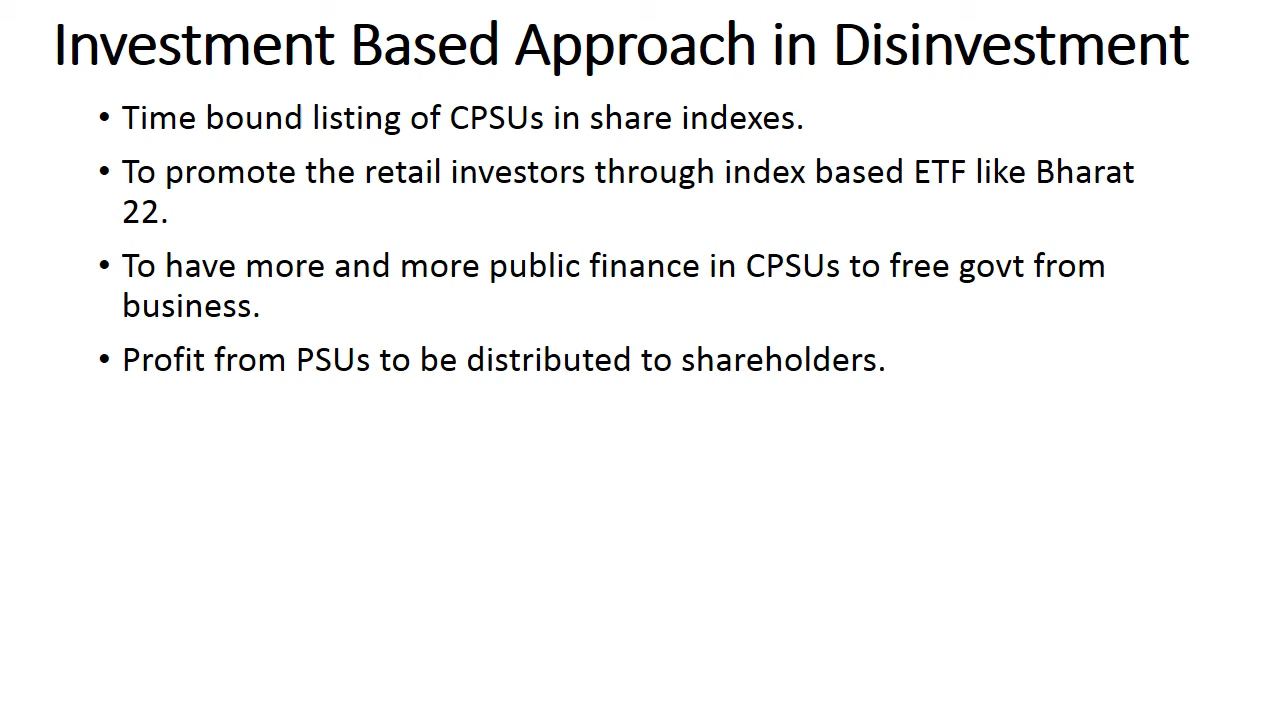 Investment Based Approach in Disinvestment
• Time bound listing of CPSUs in share indexes.
• To promote the retail investors through index based ETF like Bharat
22.
• To have more and more public finance in CPSUs to free govt from
business.
• Profit from PSUs to be distributed to shareholders.